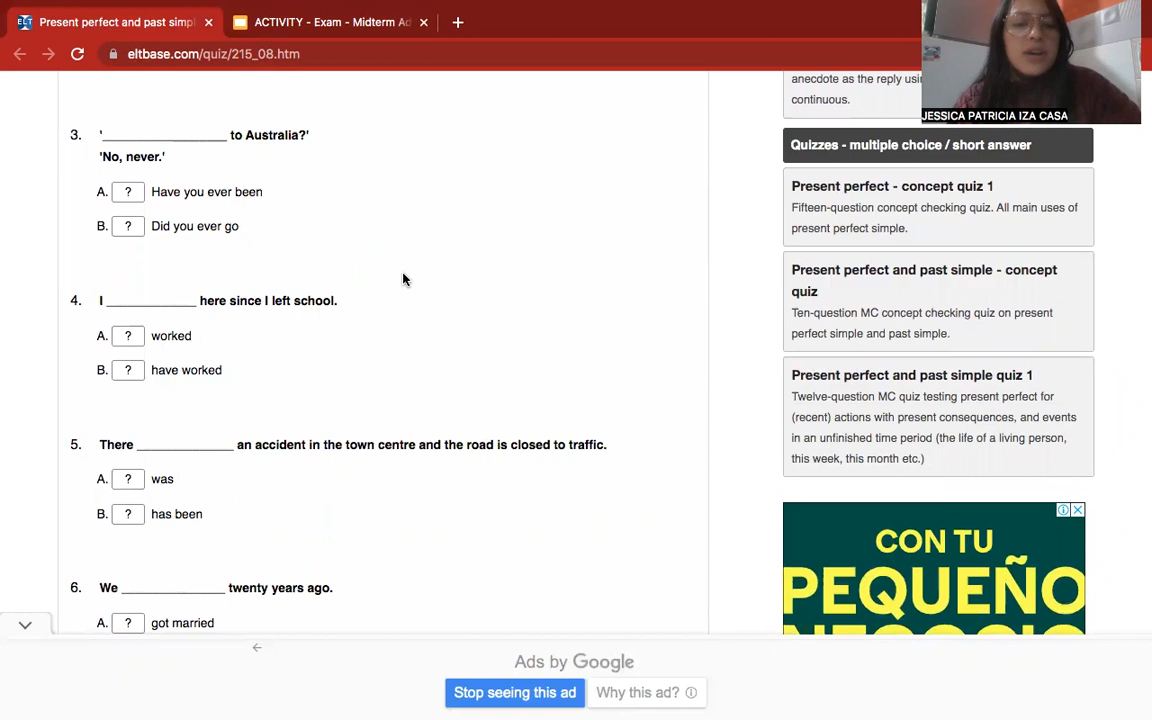 Present perfect and past simp
ACTIVITY - Exam - Midterm Ad
eltbase.com/quiz/215_08.htm
JESSICA PATRICIA IZA CASA
3. '__________________ to Australia?'
'No, never.'
A. ? Have you ever been
B. ? Did you ever go
4. I _____________ here since I left school.
A. ? worked
B. ? have worked
5. There ______________ an accident in the town centre and the road is closed to traffic.
A. ? was
B. ? has been
6. We _______________ twenty years ago.
A. ? got married
anecdote as the reply
continuous.
Quizzes - multiple choice / short answer
Present perfect - concept quiz 1
Fifteen-question concept checking quiz. All main uses of
present perfect simple.
Present perfect and past simple - concept
quiz
Ten-question MC concept checking quiz on present
perfect simple and past simple.
Present perfect and past simple quiz 1
Twelve-question MC quiz testing present perfect for
(recent) actions with present consequences, and events
in an unfinished time period (the life of a living person,
this week, this month etc.)
CON TU
PEQUEÑO
NEGOCIO
Ads by Google
Stop seeing this ad
Why this ad?